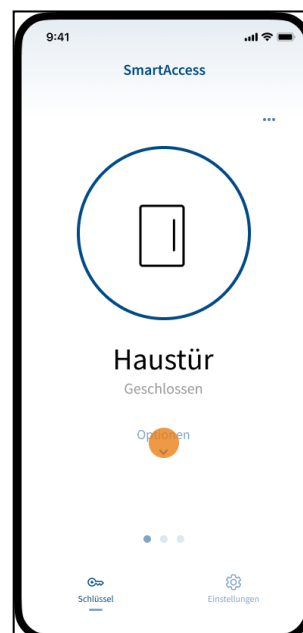 9:41
SmartAccess
Haustür
Geschlossen
Optionen
Schlüssel
Einstellungen